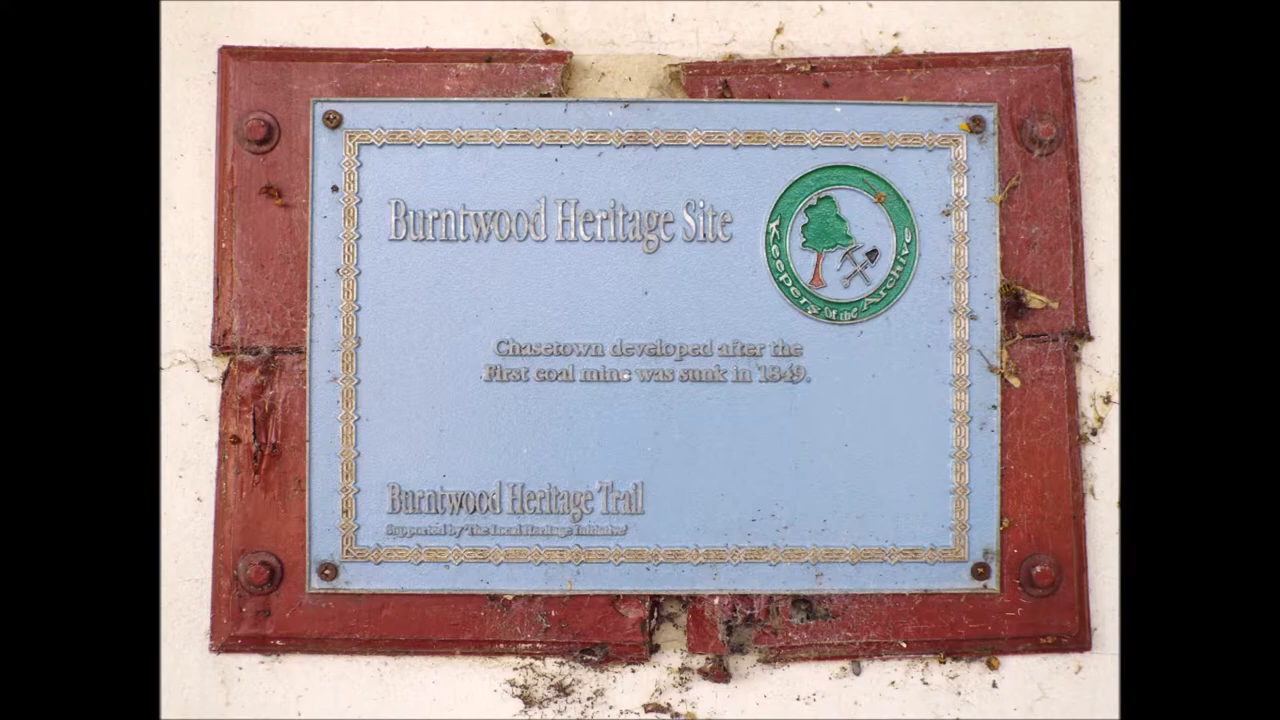 Burntwood Heritage Site
Keepers Of the Archive
Chasetown developed after the
First coal mine was sunk in 1849.
Burntwood Heritage Trail
Supported by 'The Local Heritage Initiative'